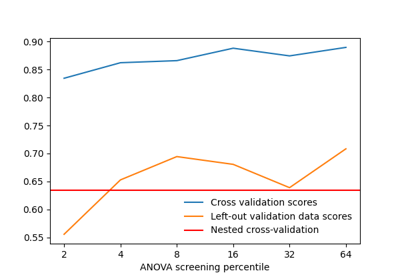 0.90
0.85
0.80
0.75
0.70
0.65
0.60
0.55
Cross validation scores
Left-out validation data scores
Nested cross-validation
2 4 8 16 32 64
ANOVA screening percentile